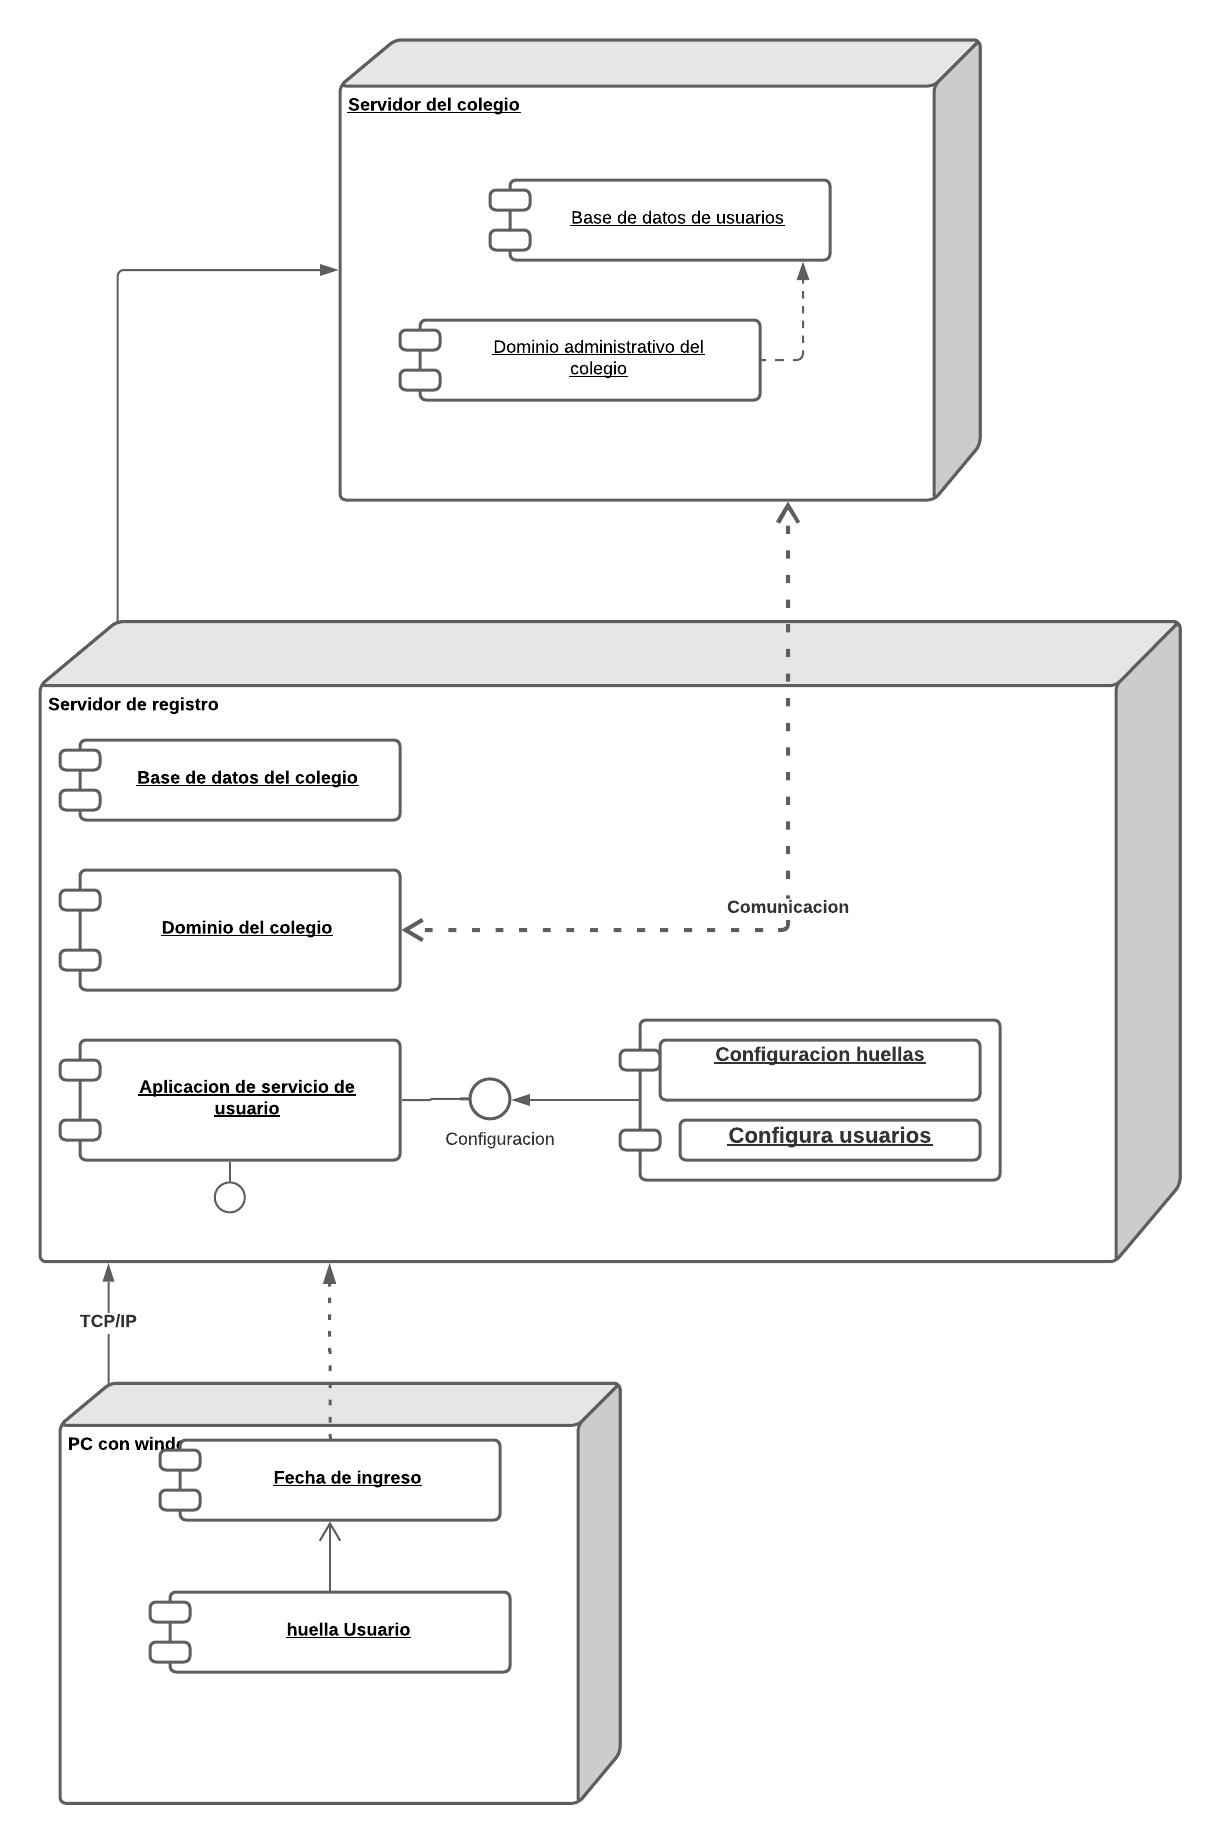 Servidor del colegio
Base de datos de usuarios
Dominio administrativo del
colegio
Servidor de registro
Base de datos del colegio
Dominio del colegio
Comunicacion
Aplicacion de servicio de
usuario
Configuracion
Configuracion huellas
Configura usuarios
TCP/IP
PC con
Fecha de ingreso
huella Usuario